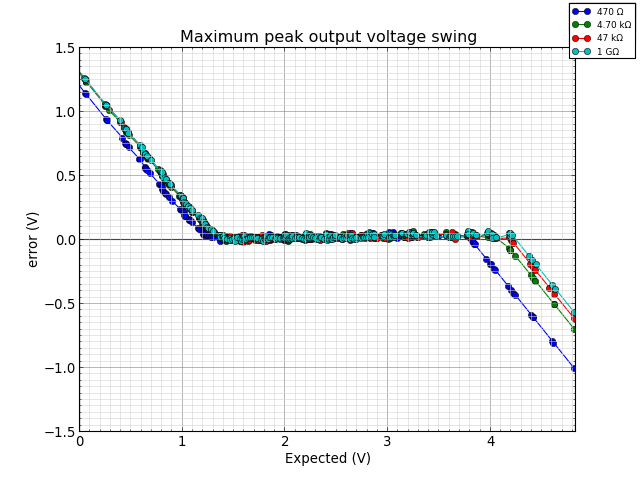 Maximum peak output voltage swing
470 Ω
4.70 kΩ
47 kΩ
1 GΩ
error (V)
1.5
1.0
0.5
0.0
−0.5
−1.0
−1.5
0 1 2 3 4
Expected (V)